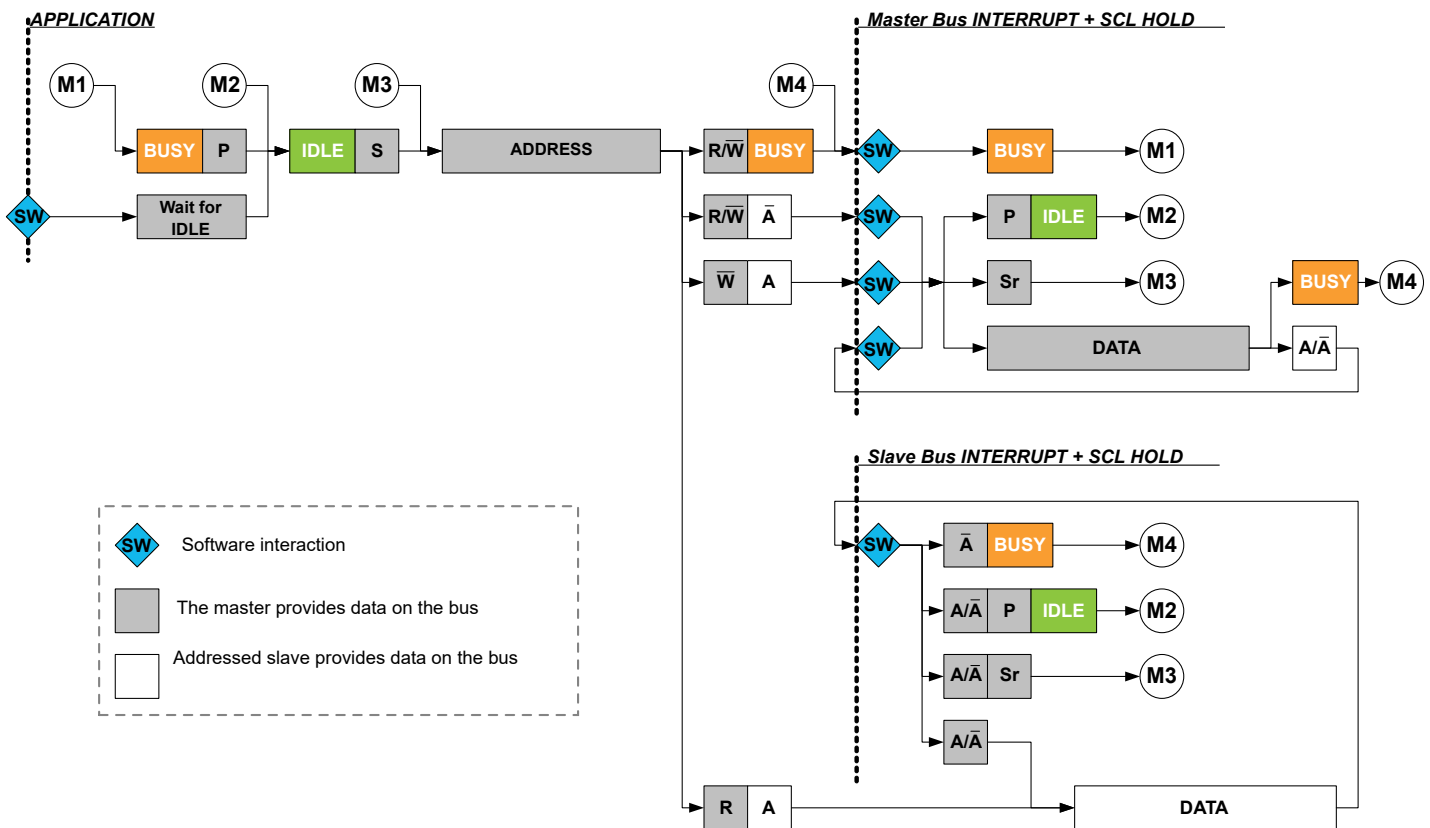 APPLICATION
Master Bus INTERRUPT + SCL HOLD
M1
M2
M3
M4
BUSY P
IDLE S
ADDRESS
R/W̅ BUSY
SW
BUSY
M1
SW
Wait for
IDLE
R/W̅ A̅
SW
P IDLE
M2
W̅ A
SW
Sr
M3
BUSY
M4
SW
DATA
A/A̅
Slave Bus INTERRUPT + SCL HOLD
SW
A̅ BUSY
M4
A/A̅ P IDLE
M2
A/A̅ Sr
M3
A/A̅
R A
DATA
SW Software interaction
The master provides data on the bus
Addressed slave provides data on the bus